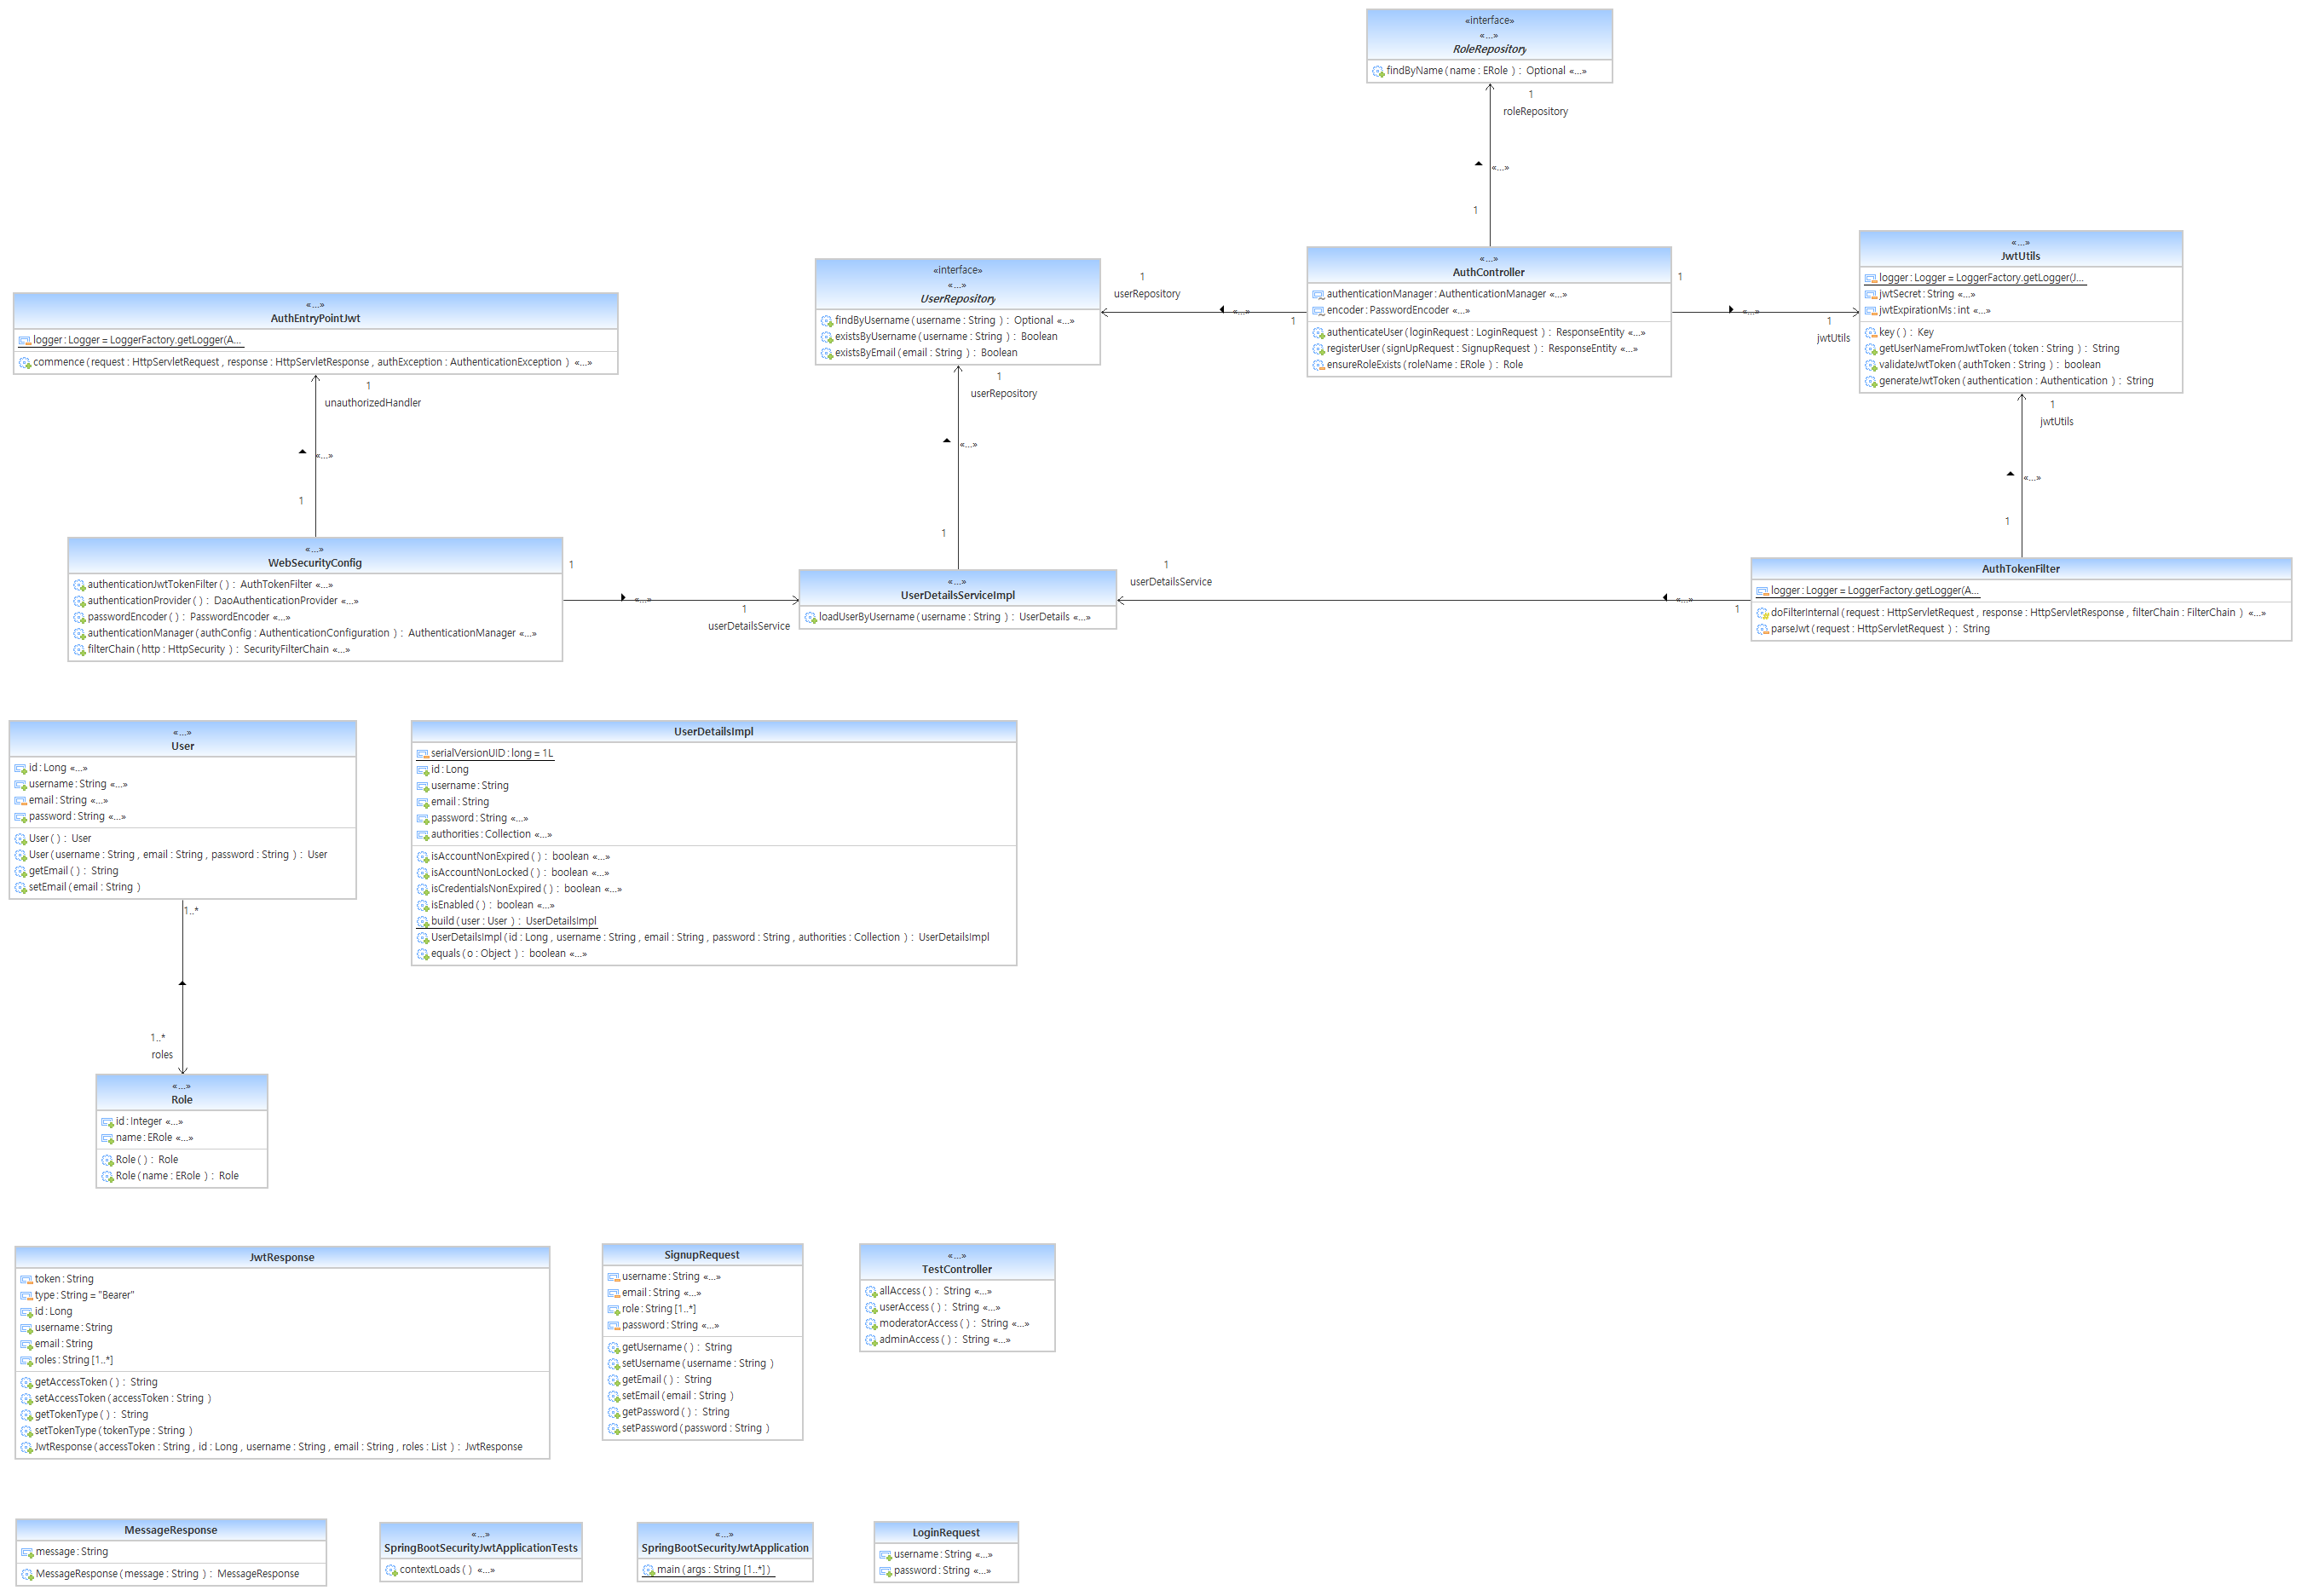 «interface»
«...»
RoleRepository
findByName ( name : ERole ) : Optional «...»
1
roleRepository
«...»
1
«...»
AuthController
authenticationManager : AuthenticationManager «...»
encoder : PasswordEncoder «...»
authenticateUser ( loginRequest : LoginRequest ) : ResponseEntity «...»
registerUser ( signUpRequest : SignupRequest ) : ResponseEntity «...»
ensureRoleExists ( roleName : ERole ) : Role
1
«...»
1
jwtUtils
«...»
JwtUtils
logger : Logger = LoggerFactory.getLogger(J...
jwtSecret : String «...»
jwtExpirationMs : int «...»
key ( ) : Key
getUserNameFromJwtToken ( token : String ) : String
validateJwtToken ( authToken : String ) : boolean
generateJwtToken ( authentication : Authentication ) : String
1
userRepository
«...»
1
«interface»
«...»
UserRepository
findByUsername ( username : String ) : Optional «...»
existsByUsername ( username : String ) : Boolean
existsByEmail ( email : String ) : Boolean
«...»
AuthEntryPointJwt
logger : Logger = LoggerFactory.getLogger(A...
commence ( request : HttpServletRequest , response : HttpServletResponse , authException : AuthenticationException ) «...»
1
unauthorizedHandler
«...»
1
1
userRepository
«...»
1
1
jwtUtils
«...»
1
«...»
WebSecurityConfig
authenticationJwtTokenFilter ( ) : AuthTokenFilter «...»
authenticationProvider ( ) : DaoAuthenticationProvider «...»
passwordEncoder ( ) : PasswordEncoder «...»
authenticationManager ( authConfig : AuthenticationConfiguration ) : AuthenticationManager «...»
filterChain ( http : HttpSecurity ) : SecurityFilterChain «...»
1
«...»
1
userDetailsService
«...»
UserDetailsServiceImpl
loadUserByUsername ( username : String ) : UserDetails «...»
1
userDetailsService
«...»
1
AuthTokenFilter
logger : Logger = LoggerFactory.getLogger(A...
doFilterInternal ( request : HttpServletRequest , response : HttpServletResponse , filterChain : FilterChain ) «...»
parseJwt ( request : HttpServletRequest ) : String
«...»
User
id : Long «...»
username : String «...»
email : String «...»
password : String «...»
User ( ) : User
User ( username : String , email : String , password : String ) : User
getEmail ( ) : String
setEmail ( email : String )
1..*
1..*
roles
UserDetailsImpl
serialVersionUID : long = 1L
id : Long
username : String
email : String
password : String «...»
authorities : Collection «...»
isAccountNonExpired ( ) : boolean «...»
isAccountNonLocked ( ) : boolean «...»
isCredentialsNonExpired ( ) : boolean «...»
isEnabled ( ) : boolean «...»
build ( user : User ) : UserDetailsImpl
UserDetailsImpl ( id : Long , username : String , email : String , password : String , authorities : Collection ) : UserDetailsImpl
equals ( o : Object ) : boolean «...»
«...»
Role
id : Integer «...»
name : ERole «...»
Role ( ) : Role
Role ( name : ERole ) : Role
JwtResponse
token : String
type : String = "Bearer"
id : Long
username : String
email : String
roles : String [1..*]
getAccessToken ( ) : String
setAccessToken ( accessToken : String )
getTokenType ( ) : String
setTokenType ( tokenType : String )
JwtResponse ( accessToken : String , id : Long , username : String , email : String , roles : List ) : JwtResponse
SignupRequest
username : String «...»
email : String «...»
role : String [1..*]
password : String «...»
getUsername ( ) : String
setUsername ( username : String )
getEmail ( ) : String
setEmail ( email : String )
getPassword ( ) : String
setPassword ( password : String )
«...»
TestController
allAccess ( ) : String «...»
userAccess ( ) : String «...»
moderatorAccess ( ) : String «...»
adminAccess ( ) : String «...»
MessageResponse
message : String
MessageResponse ( message : String ) : MessageResponse
«...»
SpringBootSecurityJwtApplicationTests
contextLoads ( ) «...»
«...»
SpringBootSecurityJwtApplication
main ( args : String [1..*] )
LoginRequest
username : String «...»
password : String «...»